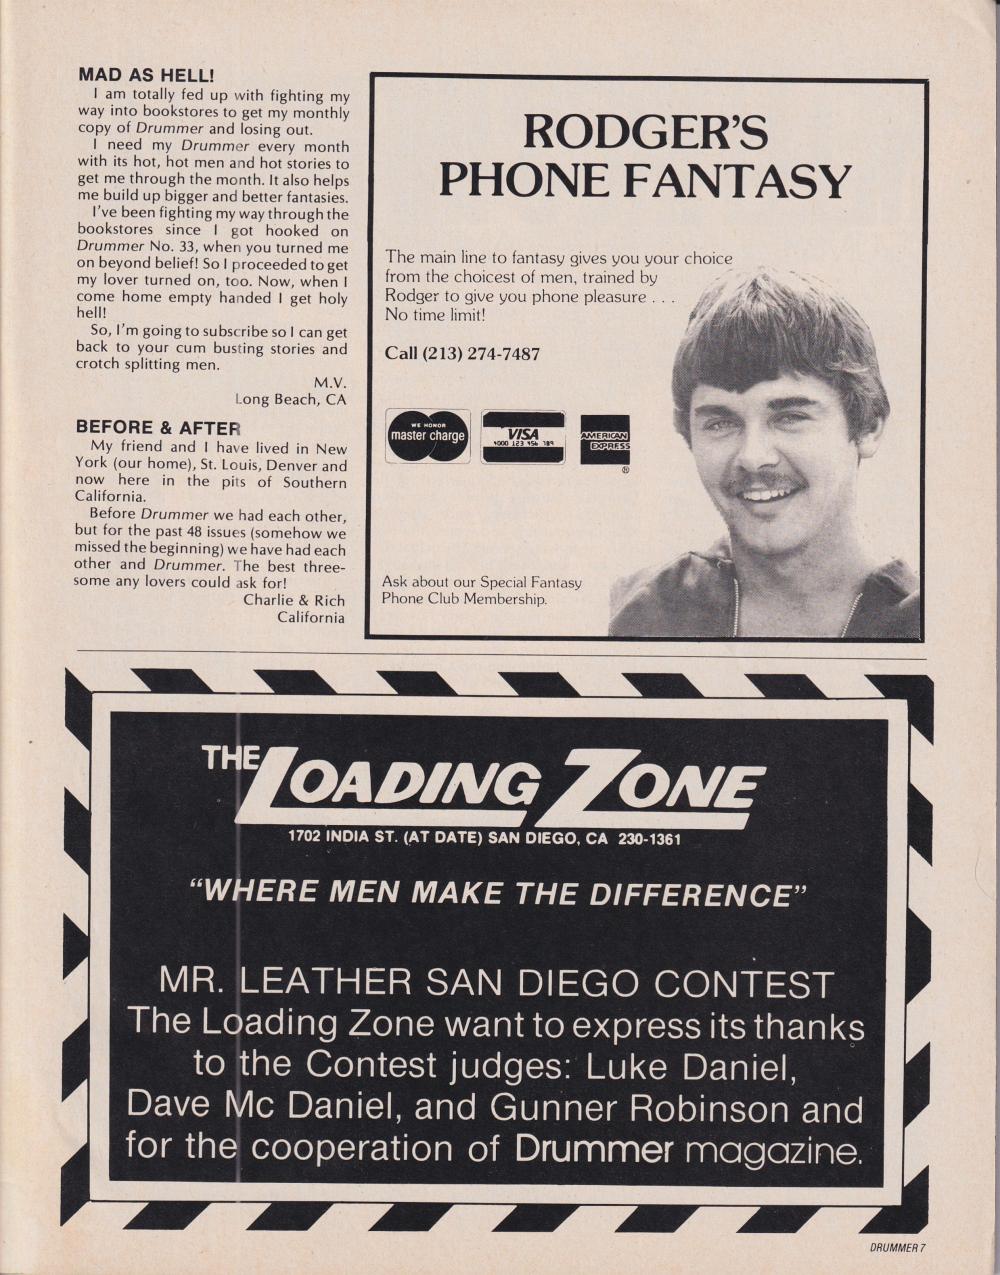 MAD AS HELL!
I am totally fed up with fighting my
way into bookstores to get my monthly
copy of Drummer and losing out.
I need my Drummer every month
with its hot, hot men and hot stories to
get me through the month. It also helps
me build up bigger and better fantasies.
I've been fighting my way through the
bookstores since I got hooked on
Drummer No. 33, when you turned me
on beyond belief! So I proceeded to get
my lover turned on, too. Now, when I
come home empty handed I get holy
hell!
So, I'm going to subscribe so I can get
back to your cum busting stories and
crotch splitting men.
M.V.
Long Beach, CA
BEFORE & AFTER
My friend and I have lived in New
York (our home), St. Louis, Denver and
now here in the pits of Southern
California.
Before Drummer we had each other,
but for the past 48 issues (somehow we
missed the beginning) we have had each
other and Drummer. The best three-
some any lovers could ask for!
Charlie & Rich
California
RODGER'S
PHONE FANTASY
The main line to fantasy gives you your choice
from the choicest of men, trained by
Rodger to give you phone pleasure . . .
No time limit!
Call (213) 274-7487
WE HONOR
master charge
VISA
4000 123 456 789
AMERICAN
EXPRESS
®
Ask about our Special Fantasy
Phone Club Membership.
THE LOADING ZONE
1702 INDIA ST. (AT DATE) SAN DIEGO, CA 230-1361
"WHERE MEN MAKE THE DIFFERENCE"
MR. LEATHER SAN DIEGO CONTEST
The Loading Zone want to express its thanks
to the Contest judges: Luke Daniel,
Dave Mc Daniel, and Gunner Robinson and
for the cooperation of Drummer magazine.
DRUMMER 7